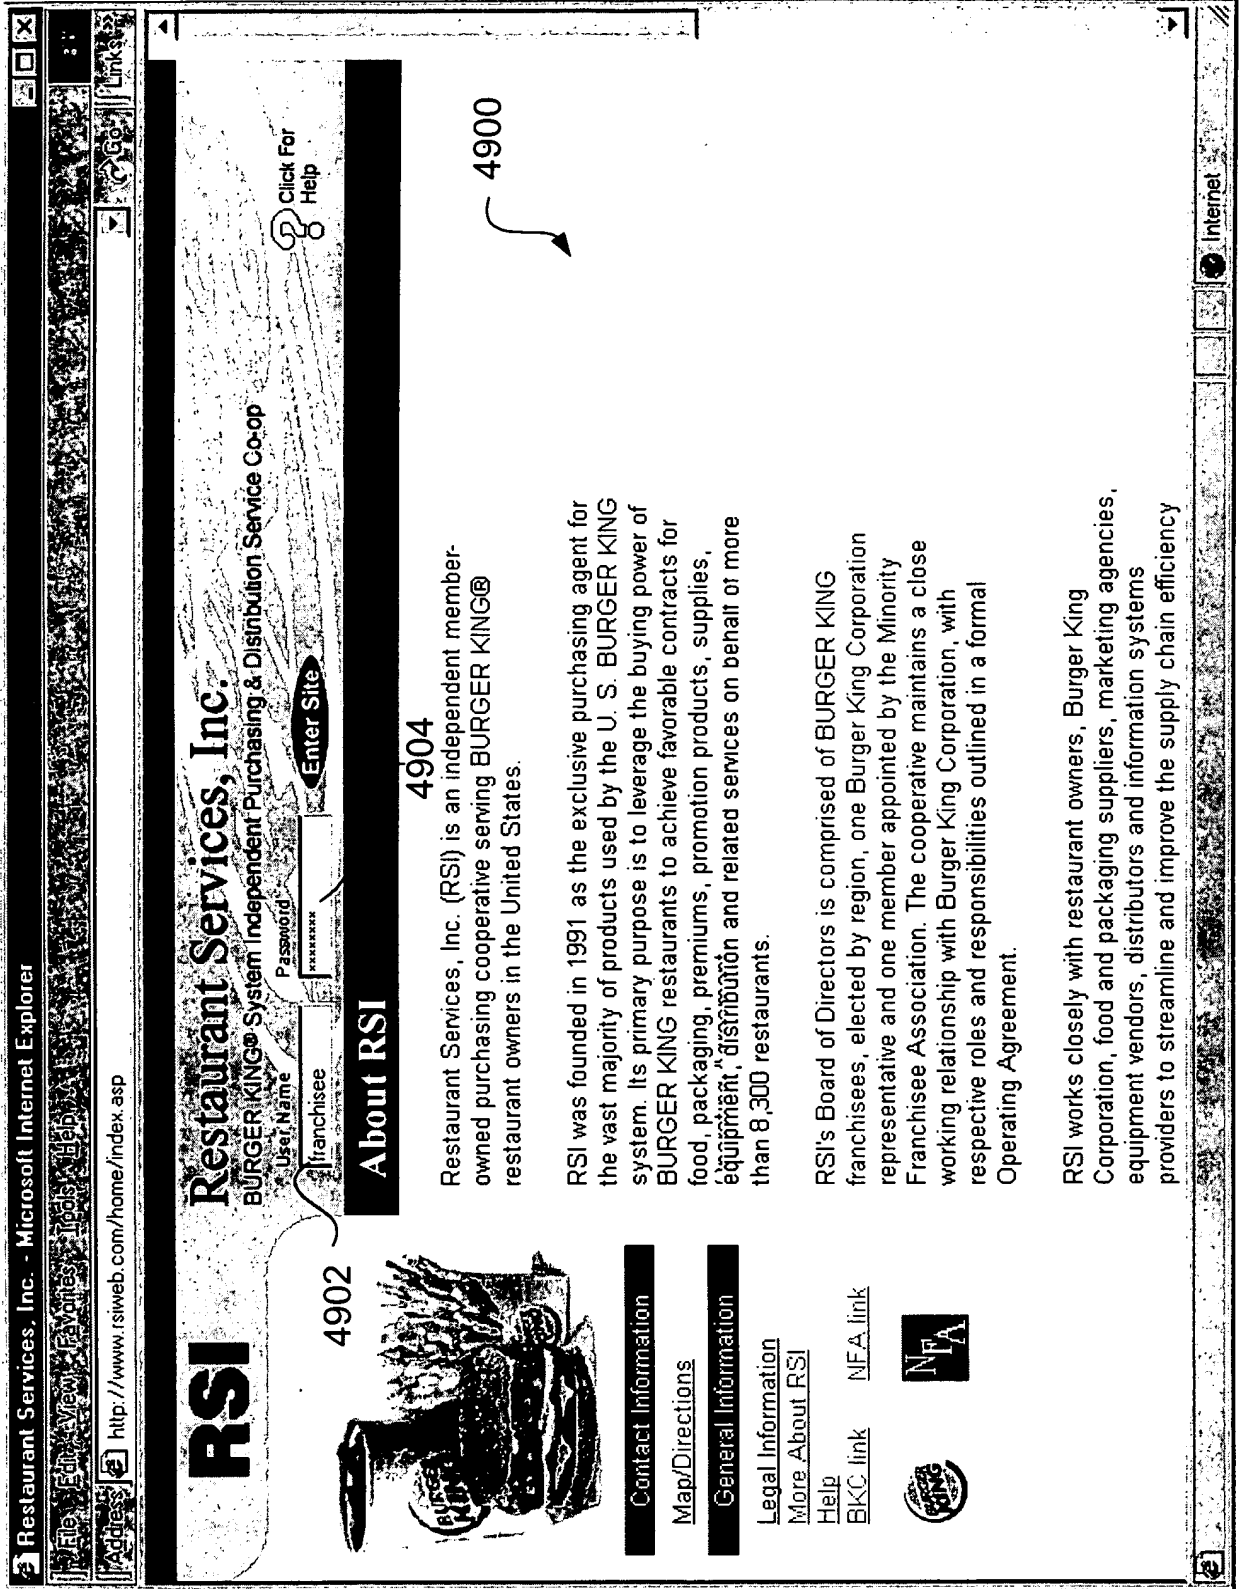 Restaurant Services, Inc. - Microsoft Internet Explorer
File Edit View Favorites Tools Help
Address http://www.rsiweb.com/home/index.asp Go Links »
RSI
Restaurant Services, Inc.
BURGER KING® System Independent Purchasing & Distribution Service Co-op
User Name Password
franchisee xxxxxxxx Enter Site
Click For
Help
4902
4904
4900
About RSI
Contact Information
Map/Directions
General Information
Legal Information
More About RSI
Help
BKC link NFA link
BURGER
KING
NFA
Restaurant Services, Inc. (RSI) is an independent member-
owned purchasing cooperative serving BURGER KING®
restaurant owners in the United States.
RSI was founded in 1991 as the exclusive purchasing agent for
the vast majority of products used by the U. S. BURGER KING
system. Its primary purpose is to leverage the buying power of
BURGER KING restaurants to achieve favorable contracts for
food, packaging, premiums, promotion products, supplies,
equipment, distribution and related services on behalf of more
than 8,300 restaurants.
RSI's Board of Directors is comprised of BURGER KING
franchisees, elected by region, one Burger King Corporation
representative and one member appointed by the Minority
Franchisee Association. The cooperative maintains a close
working relationship with Burger King Corporation, with
respective roles and responsibilities outlined in a formal
Operating Agreement.
RSI works closely with restaurant owners, Burger King
Corporation, food and packaging suppliers, marketing agencies,
equipment vendors, distributors and information systems
providers to streamline and improve the supply chain efficiency
Internet